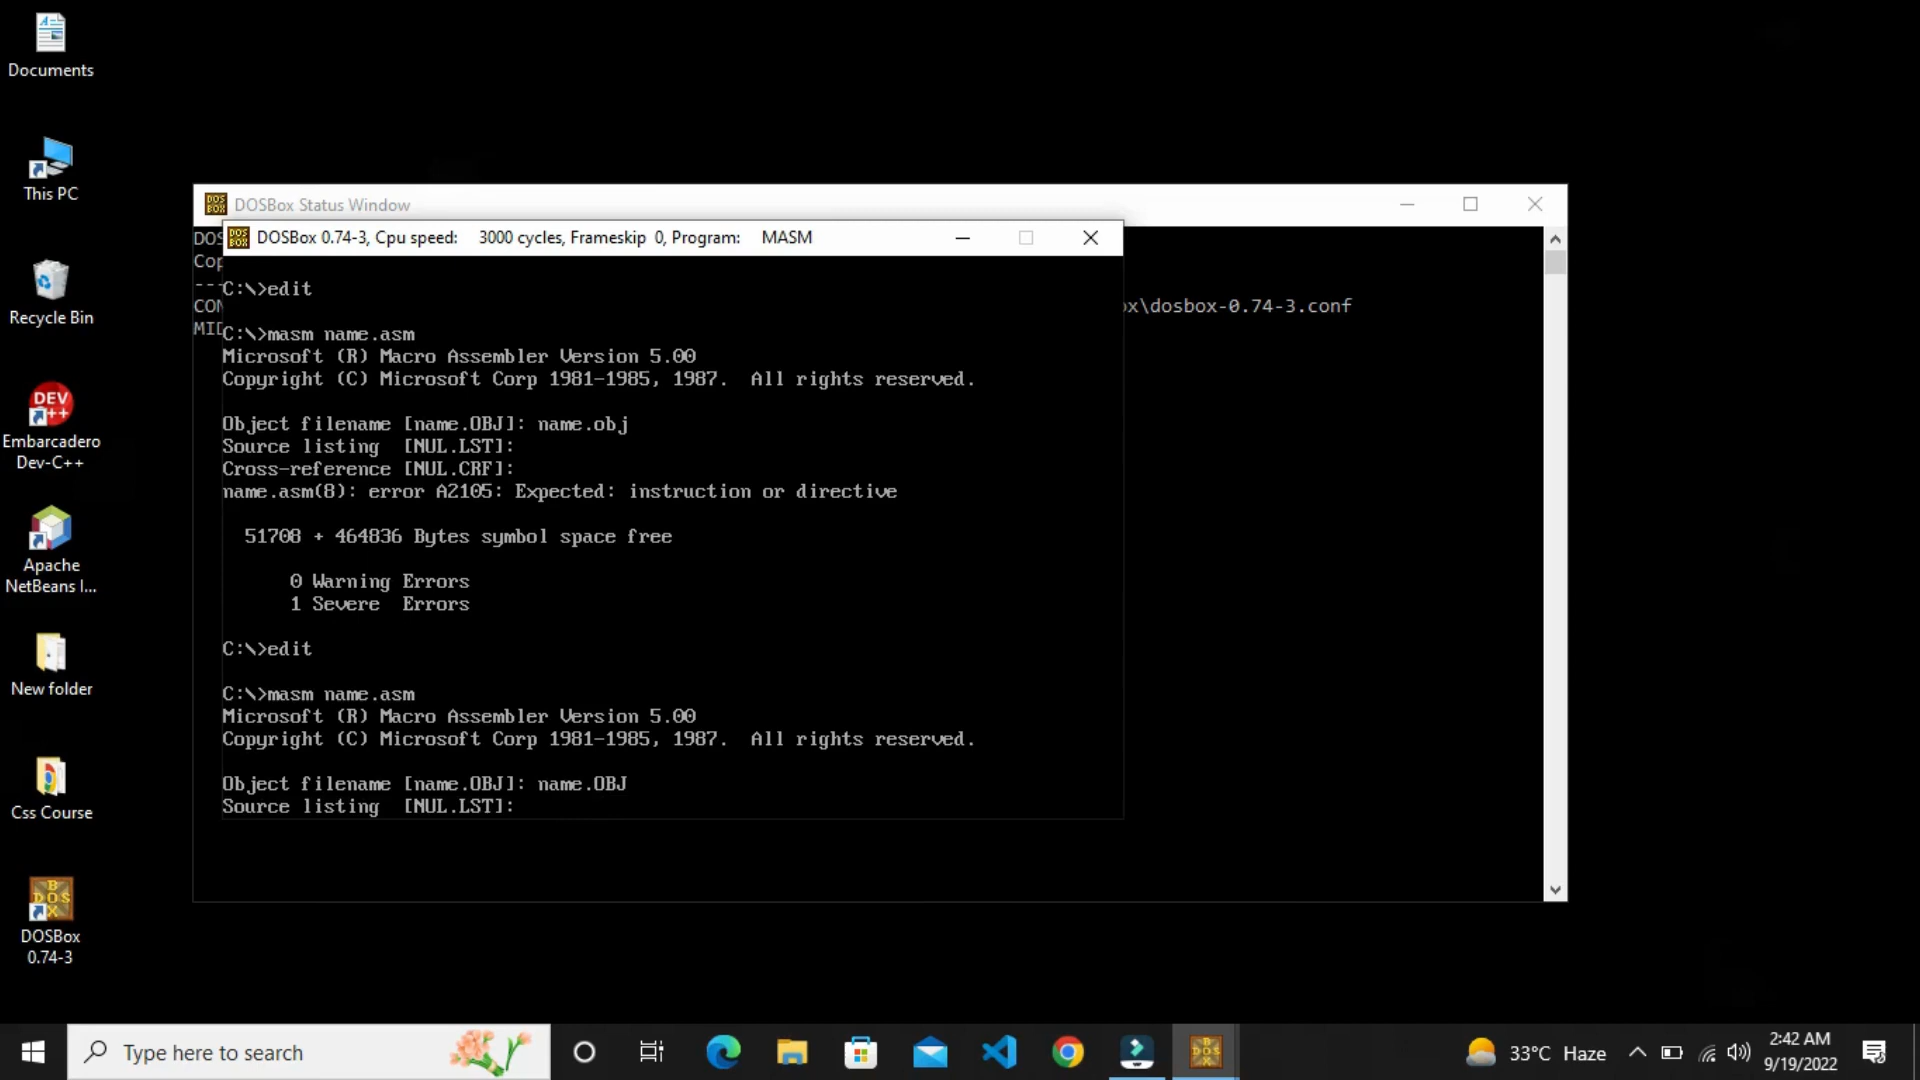 Documents
This PC
Recycle Bin
DEV
++
Embarcadero
Dev-C++
Apache
NetBeans I...
New folder
Css Course
DOSBox
0.74-3
DOSBox Status Window
DOS
Cop
---
CON
MID
ox\dosbox-0.74-3.conf
DOSBox 0.74-3, Cpu speed: 3000 cycles, Frameskip 0, Program: MASM
C:\>edit
C:\>masm name.asm
Microsoft (R) Macro Assembler Version 5.00
Copyright (C) Microsoft Corp 1981-1985, 1987. All rights reserved.
Object filename [name.OBJ]: name.obj
Source listing [NUL.LST]:
Cross-reference [NUL.CRF]:
name.asm(8): error A2105: Expected: instruction or directive
51708 + 464836 Bytes symbol space free
0 Warning Errors
1 Severe Errors
C:\>edit
C:\>masm name.asm
Microsoft (R) Macro Assembler Version 5.00
Copyright (C) Microsoft Corp 1981-1985, 1987. All rights reserved.
Object filename [name.OBJ]: name.OBJ
Source listing [NUL.LST]:
Type here to search
33°C Haze
2:42 AM
9/19/2022